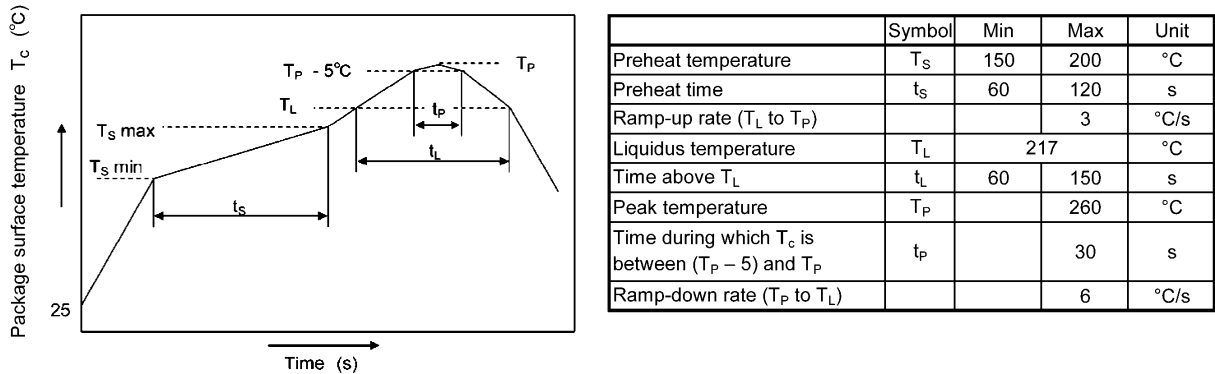 Package surface temperature Tc (°C)
TP - 5°C
TP
TL
tP
TS max
TS min
tL
tS
25
Time (s)
Symbol Min Max Unit
Preheat temperature TS 150 200 °C
Preheat time tS 60 120 s
Ramp-up rate (TL to TP) 3 °C/s
Liquidus temperature TL 217 °C
Time above TL tL 60 150 s
Peak temperature TP 260 °C
Time during which Tc is
between (TP – 5) and TP tP 30 s
Ramp-down rate (TP to TL) 6 °C/s